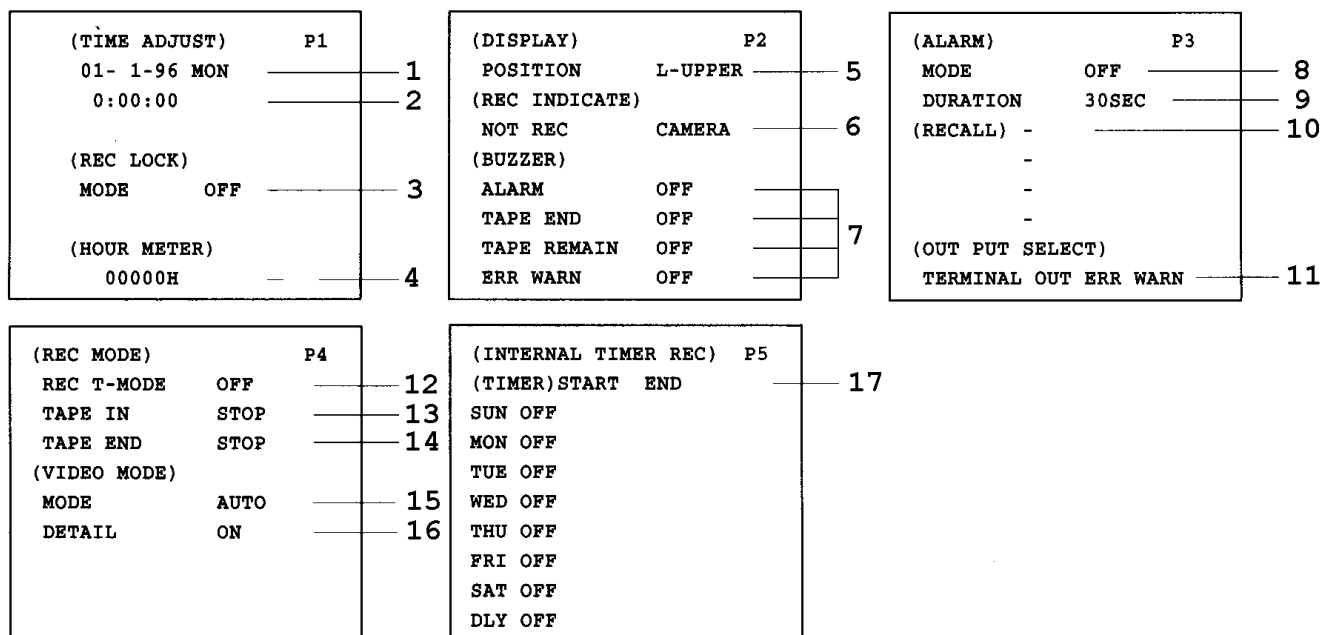 (TIME ADJUST) P1
01- 1-96 MON 1
0:00:00 2
(REC LOCK)
MODE OFF 3
(HOUR METER)
00000H 4
(DISPLAY) P2
POSITION L-UPPER 5
(REC INDICATE)
NOT REC CAMERA 6
(BUZZER)
ALARM OFF
TAPE END OFF
7
TAPE REMAIN OFF
ERR WARN OFF
(ALARM) P3
MODE OFF 8
DURATION 30SEC 9
(RECALL) - 10
-
-
-
(OUT PUT SELECT)
TERMINAL OUT ERR WARN 11
(REC MODE) P4
REC T-MODE OFF 12
TAPE IN STOP 13
TAPE END STOP 14
(VIDEO MODE)
MODE AUTO 15
DETAIL ON 16
(INTERNAL TIMER REC) P5
(TIMER)START END 17
SUN OFF
MON OFF
TUE OFF
WED OFF
THU OFF
FRI OFF
SAT OFF
DLY OFF